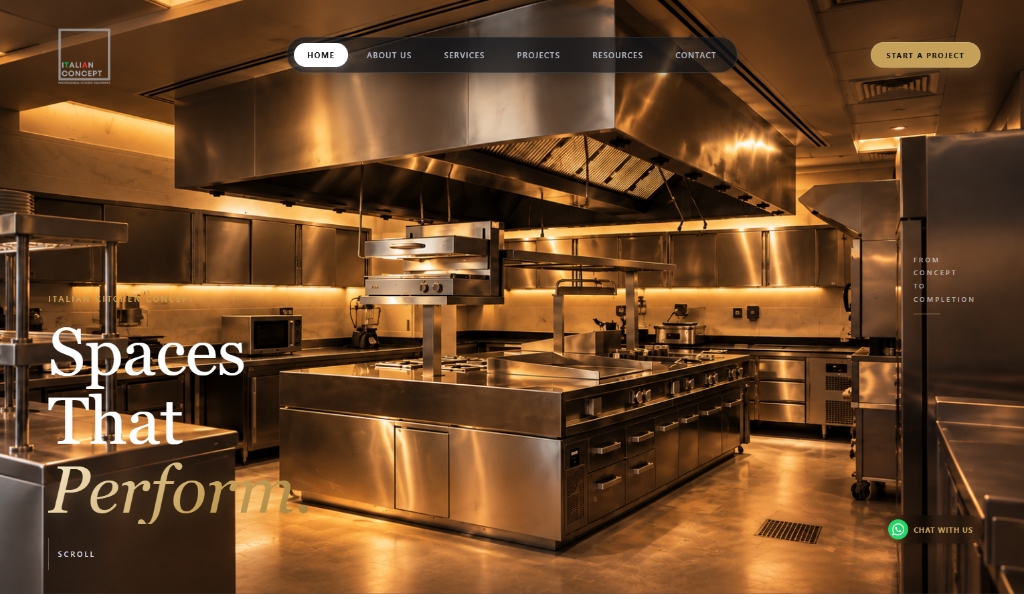 ITALIAN
CONCEPT
HOME
ABOUT US
SERVICES
PROJECTS
RESOURCES
CONTACT
START A PROJECT
FROM
CONCEPT
TO
COMPLETION
ITALIAN KITCHEN CONCEPT
Spaces
That
Perform.
SCROLL
CHAT WITH US